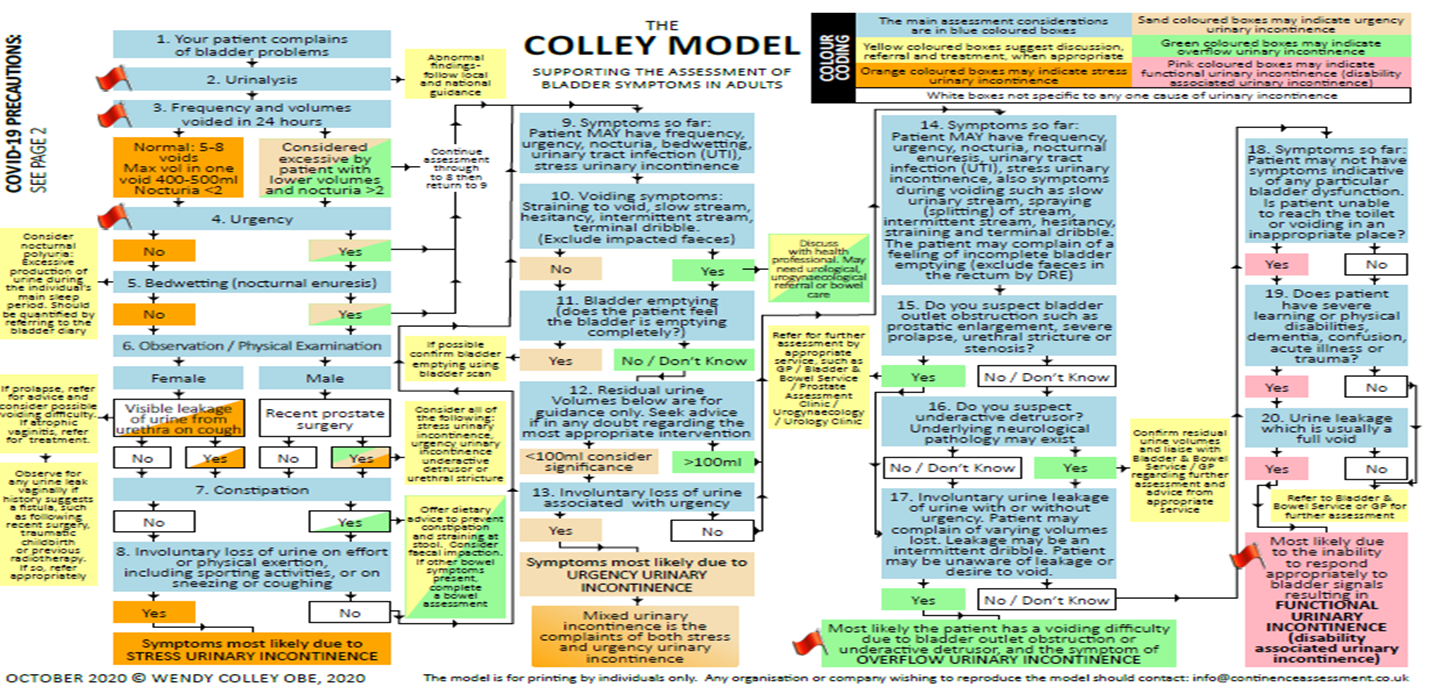 COVID-19 PRECAUTIONS:
SEE PAGE 2
THE
COLLEY MODEL
SUPPORTING THE ASSESSMENT OF
BLADDER SYMPTOMS IN ADULTS
COLOUR
CODING
The main assessment considerations
are in blue coloured boxes
Sand coloured boxes may indicate urgency
urinary incontinence
Yellow coloured boxes suggest discussion,
referral and treatment, when appropriate
Green coloured boxes may indicate
overflow urinary incontinence
Orange coloured boxes may indicate stress
urinary incontinence
Pink coloured boxes may indicate
functional urinary incontinence (disability
associated urinary incontinence)
White boxes not specific to any one cause of urinary incontinence
1. Your patient complains
of bladder problems
2. Urinalysis
Abnormal
findings-
follow local
and national
guidance
3. Frequency and volumes
voided in 24 hours
Normal: 5-8
voids
Max vol in one
void 400-500ml
Nocturia <2
Considered
excessive by
patient with
lower volumes
and nocturia >2
Continue
assessment
through
to 8 then
return to 9
4. Urgency
No
Yes
Consider
nocturnal
polyuria:
Excessive
production of
urine during
the individual's
main sleep
period. Should
be quantified by
referring to the
bladder diary
5. Bedwetting (nocturnal enuresis)
No
Yes
6. Observation / Physical Examination
Female
Male
If prolapse, refer
for advice and
consider possible
voiding difficulty.
If atrophic
vaginitis, refer
for treatment.
Observe for
any urine leak
vaginally if
history suggests
a fistula, such
as following
recent surgery,
traumatic
childbirth
or previous
radiotherapy.
If so, refer
appropriately
Visible leakage
of urine from
urethra on cough
Recent prostate
surgery
No
Yes
No
Yes
Consider all of
the following:
stress urinary
incontinence,
urgency urinary
incontinence
underactive
detrusor or
urethral stricture
7. Constipation
No
Yes
Offer dietary
advice to prevent
constipation
and straining at
stool. Consider
faecal impaction.
If other bowel
symptoms
present,
complete
a bowel
assessment
8. Involuntary loss of urine on effort
or physical exertion,
including sporting activities, or on
sneezing or coughing
Yes
No
Symptoms most likely due to
STRESS URINARY INCONTINENCE
9. Symptoms so far:
Patient MAY have frequency,
urgency, nocturia, bedwetting,
urinary tract infection (UTI),
stress urinary incontinence
10. Voiding symptoms:
Straining to void, slow stream,
hesitancy, intermittent stream,
terminal dribble.
(Exclude impacted faeces)
No
Yes
Discuss
with health
professional. May
need urological,
urogynaecological
referral or bowel
care
11. Bladder emptying
(does the patient feel
the bladder is emptying
completely?)
If possible
confirm bladder
emptying using
bladder scan
Yes
No / Don't Know
12. Residual urine
Volumes below are for
guidance only. Seek advice
if in any doubt regarding the
most appropriate intervention
<100ml consider
significance
>100ml
13. Involuntary loss of urine
associated with urgency
Yes
No
Symptoms most likely due to
URGENCY URINARY
INCONTINENCE
Mixed urinary
incontinence is the
complaints of both stress
and urgency urinary
incontinence
14. Symptoms so far:
Patient MAY have frequency,
urgency, nocturia, nocturnal
enuresis, urinary tract
infection (UTI), stress urinary
incontinence, also symptoms
during voiding such as slow
urinary stream, spraying
(splitting) of stream,
intermittent stream, hesitancy,
straining and terminal dribble.
The patient may complain of a
feeling of incomplete bladder
emptying (exclude faeces in
the rectum by DRE)
15. Do you suspect bladder
outlet obstruction such as
prostatic enlargement, severe
prolapse, urethral stricture or
stenosis?
Refer for further
assessment by
appropriate
service, such as
GP / Bladder &
Bowel Service
/ Prostate
Assessment
Clinic /
Urogynaecology
/ Urology Clinic
Yes
No / Don't Know
16. Do you suspect
underactive detrusor?
Underlying neurological
pathology may exist
No / Don't Know
Yes
Confirm residual
urine volumes
and liaise with
Bladder & Bowel
Service / GP
regarding further
assessment and
advice from
appropriate
service
17. Involuntary urine leakage
of urine with or without
urgency. Patient may
complain of varying volumes
lost. Leakage may be an
intermittent dribble. Patient
may be unaware of leakage or
desire to void.
Yes
No / Don't Know
Most likely the patient has a voiding difficulty
due to bladder outlet obstruction or
underactive detrusor, and the symptom of
OVERFLOW URINARY INCONTINENCE
18. Symptoms so far:
Patient may not have
symptoms indicative
of any particular
bladder dysfunction.
Is patient unable
to reach the toilet
or voiding in an
inappropriate place?
Yes
No
19. Does patient
have severe
learning or physical
disabilities,
dementia, confusion,
acute illness or
trauma?
Yes
No
20. Urine leakage
which is usually a
full void
Yes
No
Refer to Bladder &
Bowel Service or GP for
further assessment
Most likely due
to the inability
to respond
appropriately to
bladder signals
resulting in
FUNCTIONAL
URINARY
INCONTINENCE
(disability
associated urinary
incontinence)
OCTOBER 2020 © WENDY COLLEY OBE, 2020
The model is for printing by individuals only. Any organisation or company wishing to reproduce the model should contact: info@continenceassessment.co.uk